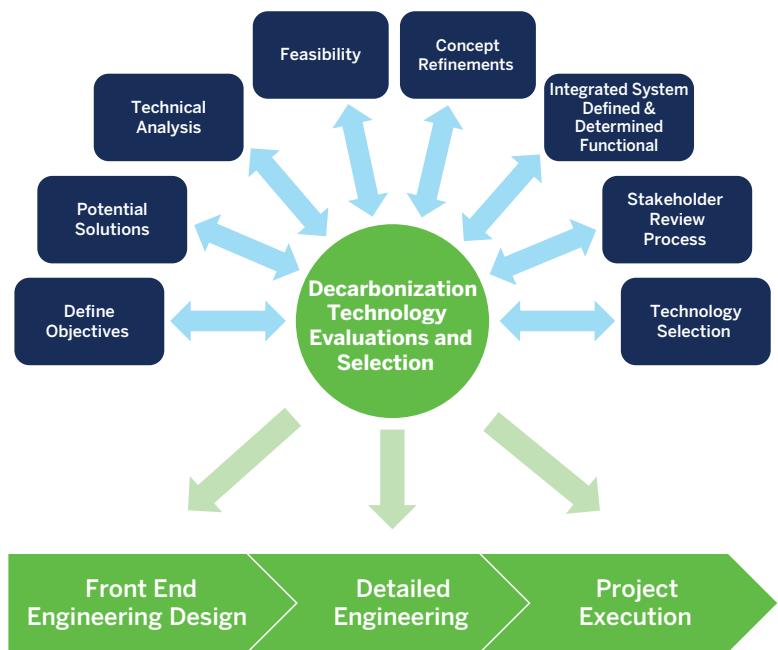 Feasibility
Concept
Refinements
Technical
Analysis
Integrated System
Defined &
Determined
Functional
Potential
Solutions
Stakeholder
Review
Process
Define
Objectives
Decarbonization
Technology
Evaluations and
Selection
Technology
Selection
Front End
Engineering Design
Detailed
Engineering
Project
Execution